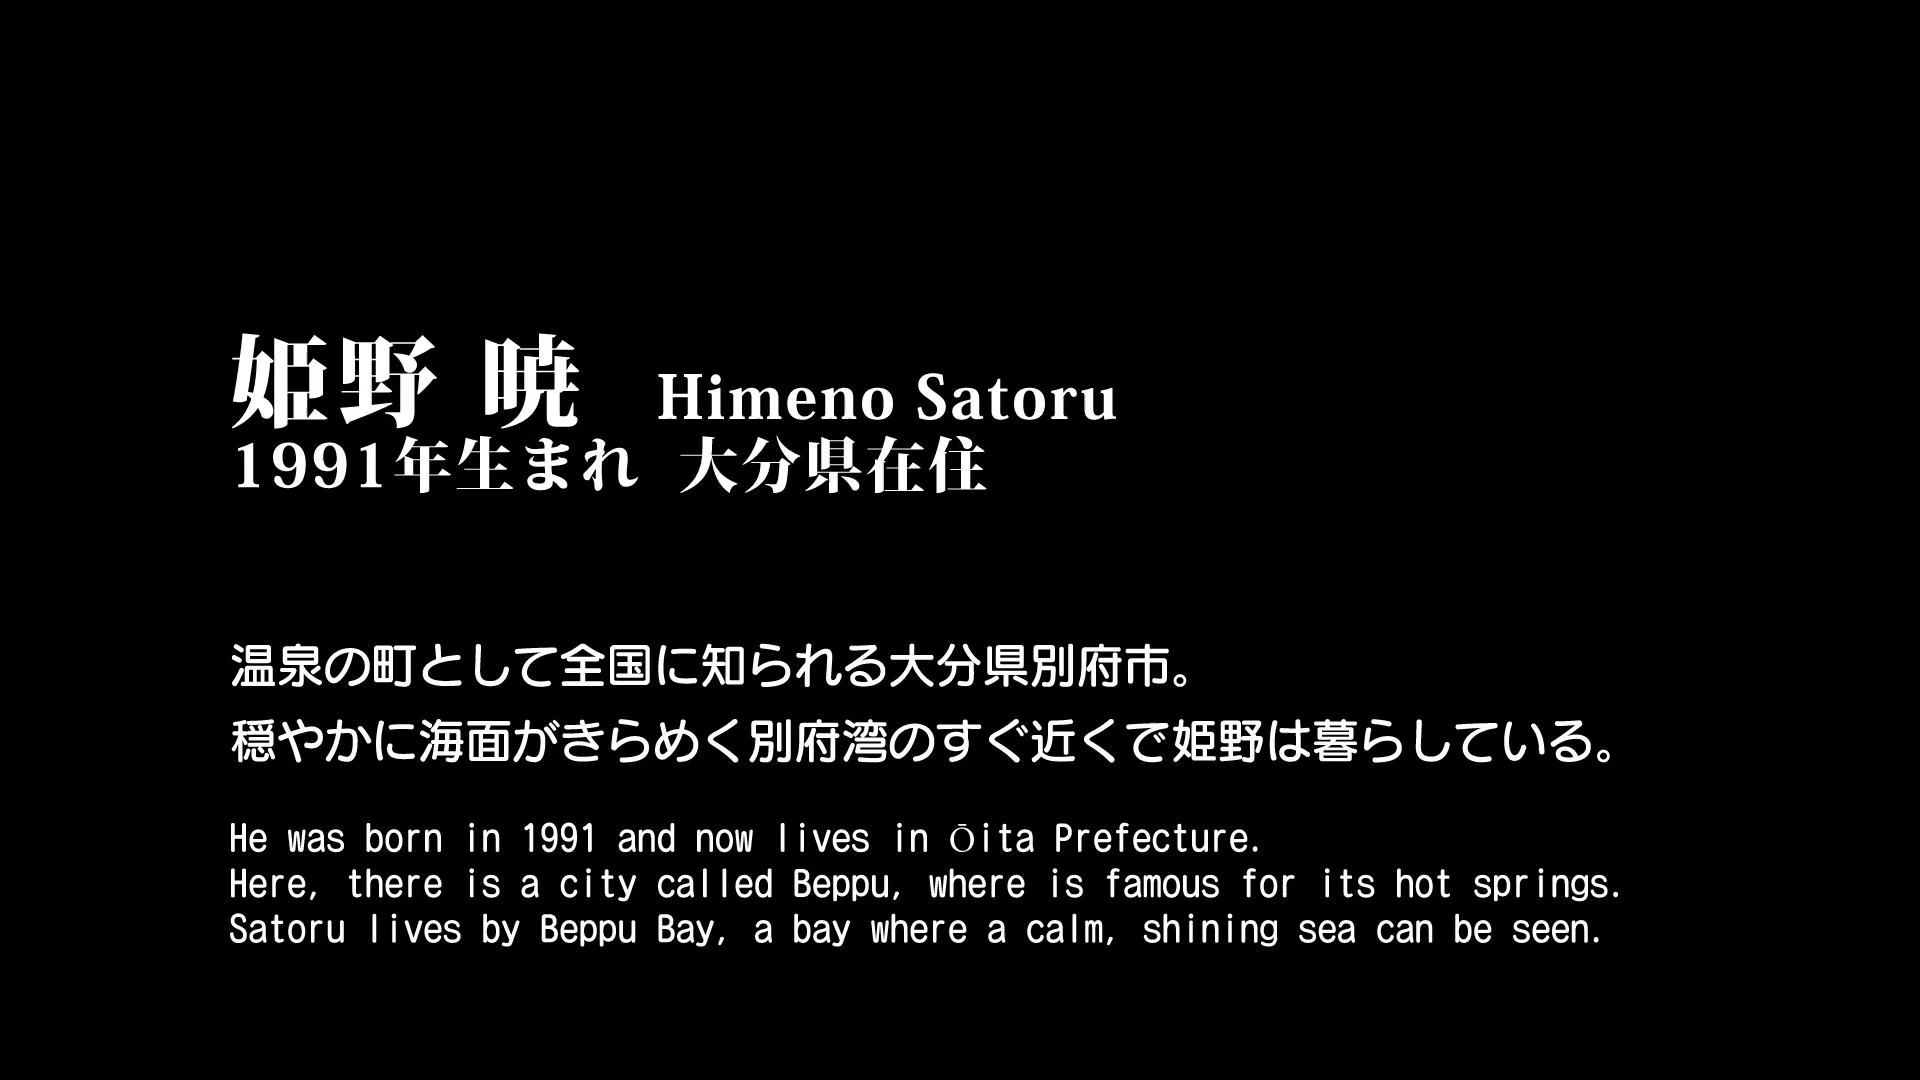 姫野 暁 Himeno Satoru
1991年生まれ 大分県在住
温泉の町として全国に知られる大分県別府市。
穏やかに海面がきらめく別府湾のすぐ近くで姫野は暮らしている。
He was born in 1991 and now lives in Ōita Prefecture.
Here, there is a city called Beppu, where is famous for its hot springs.
Satoru lives by Beppu Bay, a bay where a calm, shining sea can be seen.